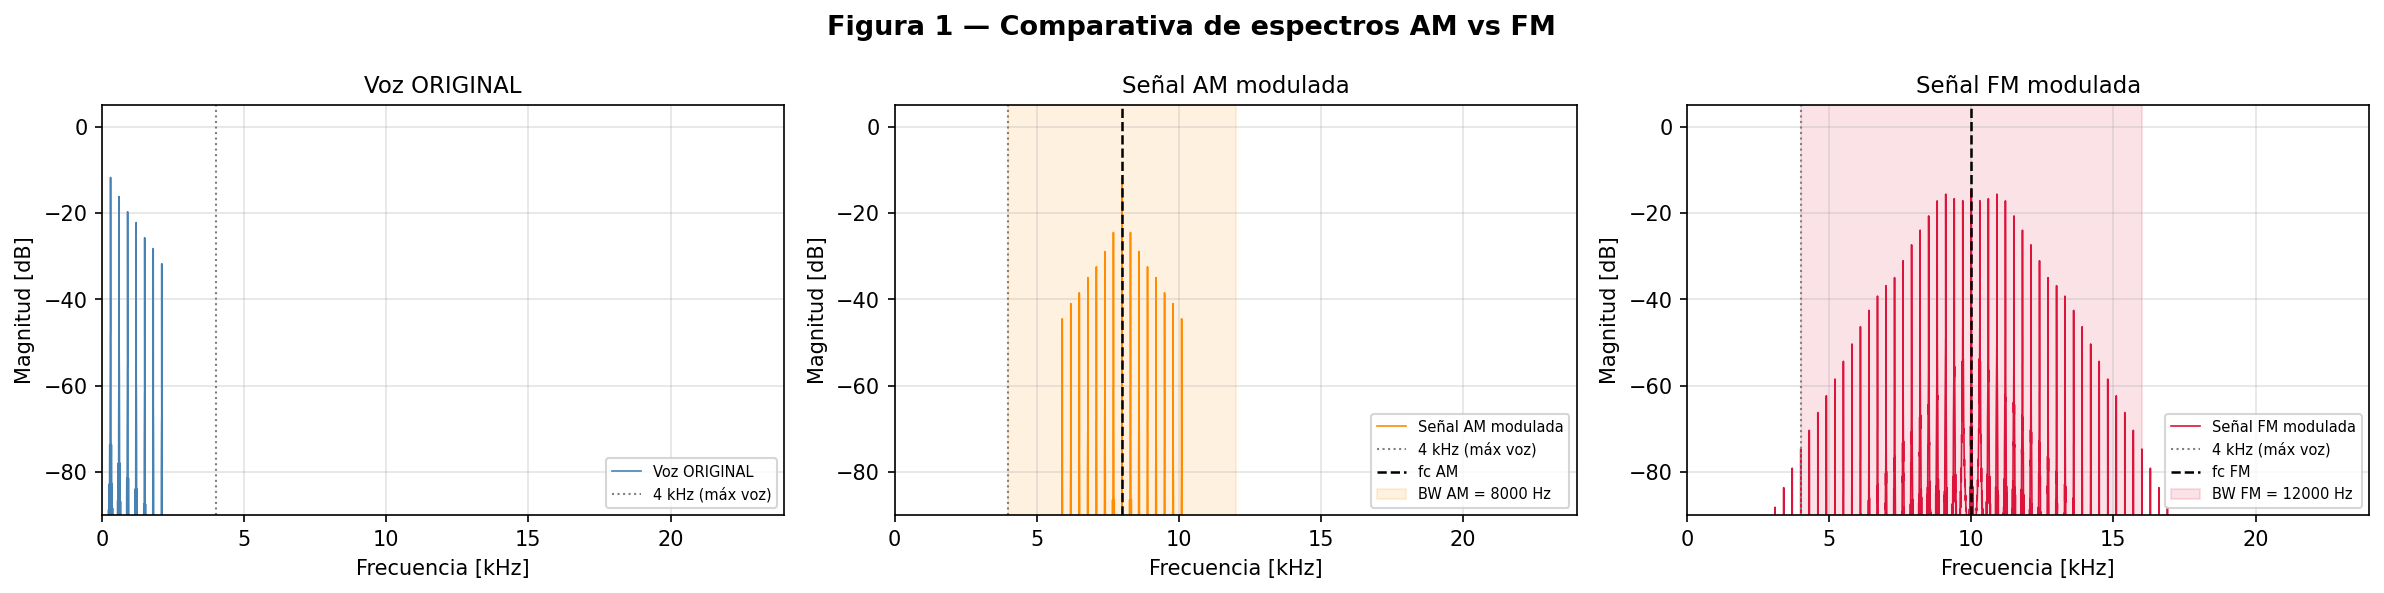 Figura 1 — Comparativa de espectros AM vs FM
Voz ORIGINAL
0
−20
−40
−60
−80
Magnitud [dB]
0 5 10 15 20
Frecuencia [kHz]
Voz ORIGINAL
4 kHz (máx voz)
Señal AM modulada
0
−20
−40
−60
−80
Magnitud [dB]
0 5 10 15 20
Frecuencia [kHz]
Señal AM modulada
4 kHz (máx voz)
fc AM
BW AM = 8000 Hz
Señal FM modulada
0
−20
−40
−60
−80
Magnitud [dB]
0 5 10 15 20
Frecuencia [kHz]
Señal FM modulada
4 kHz (máx voz)
fc FM
BW FM = 12000 Hz